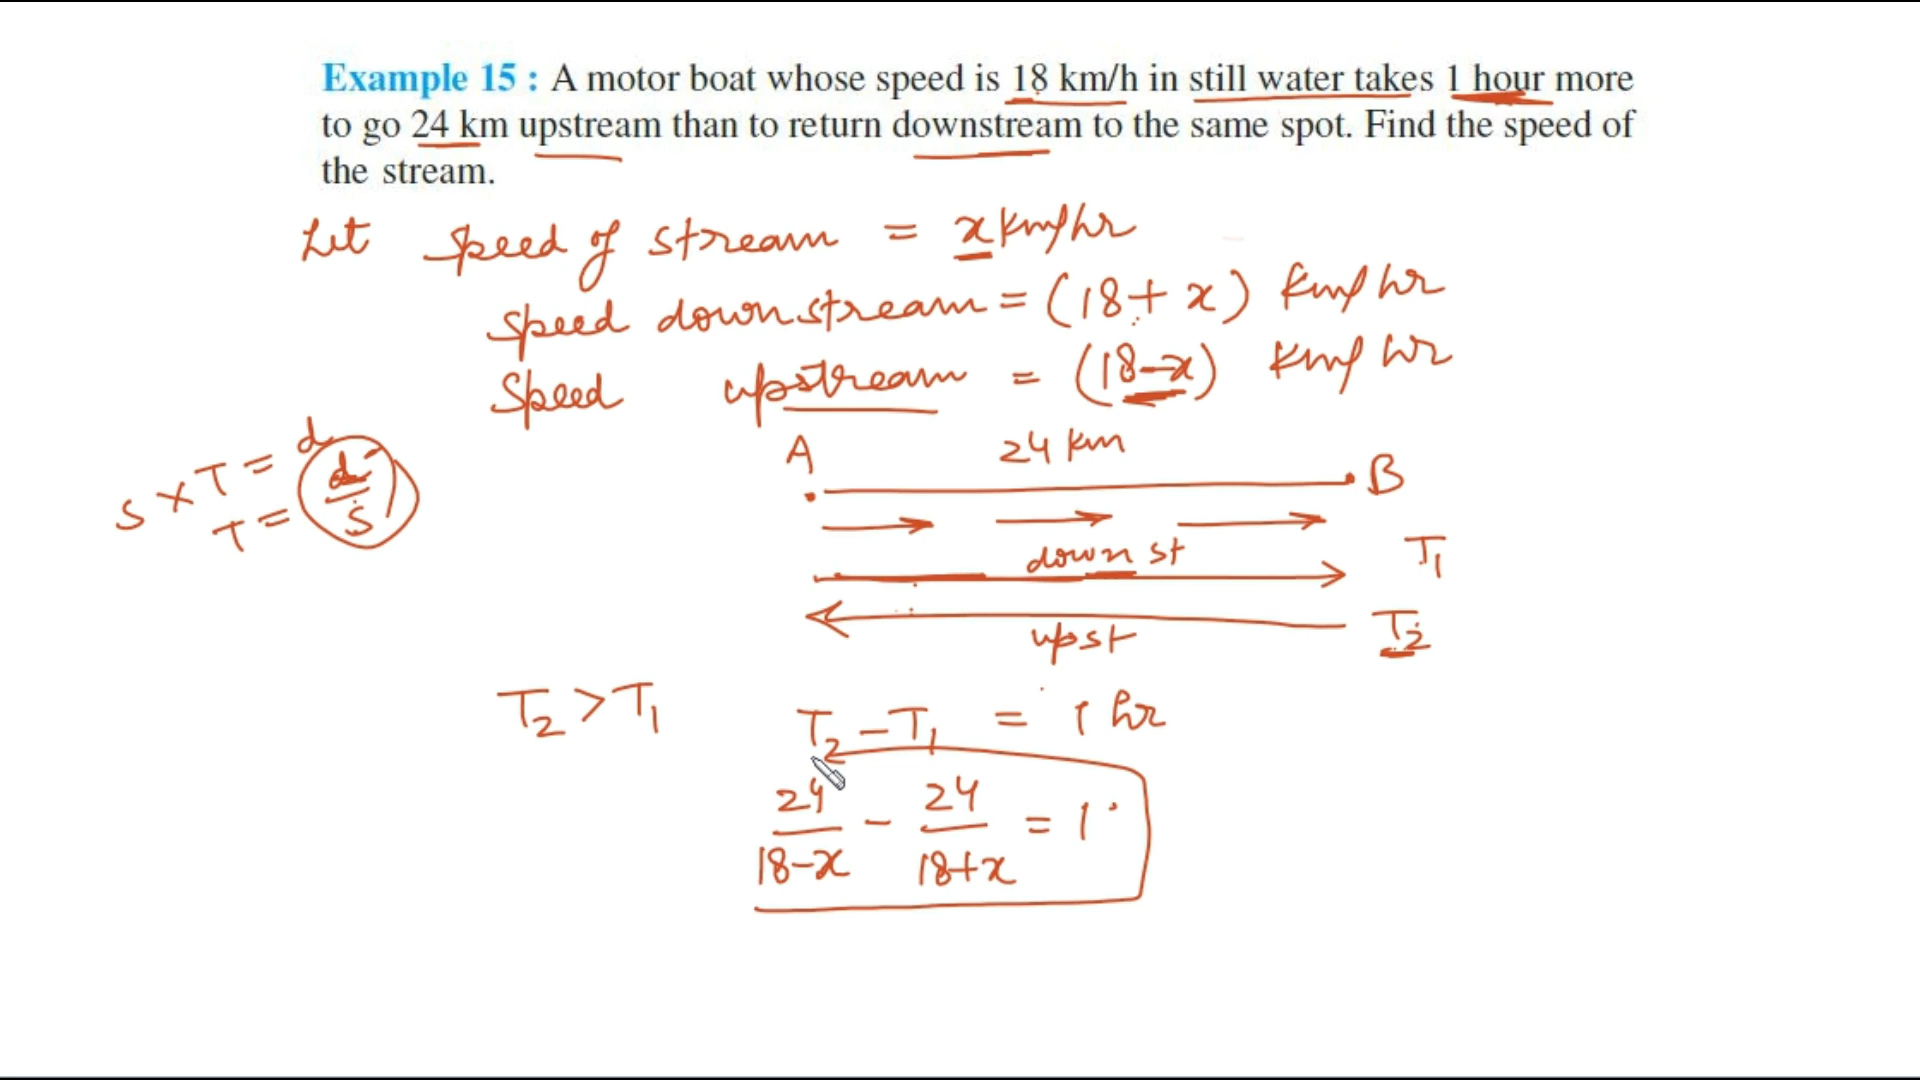 Example 15 : A motor boat whose speed is 18 km/h in still water takes 1 hour more
to go 24 km upstream than to return downstream to the same spot. Find the speed of
the stream.
Let speed of stream = x km/hr
speed downstream = (18 + x) km/hr
Speed upstream = (18-x) km/hr
S × T = d
T = d/s
A 24 km B
down st T₁
upst T₂
T₂ > T₁ T₂ - T₁ = 1 hr
24/18-x - 24/18+x = 1